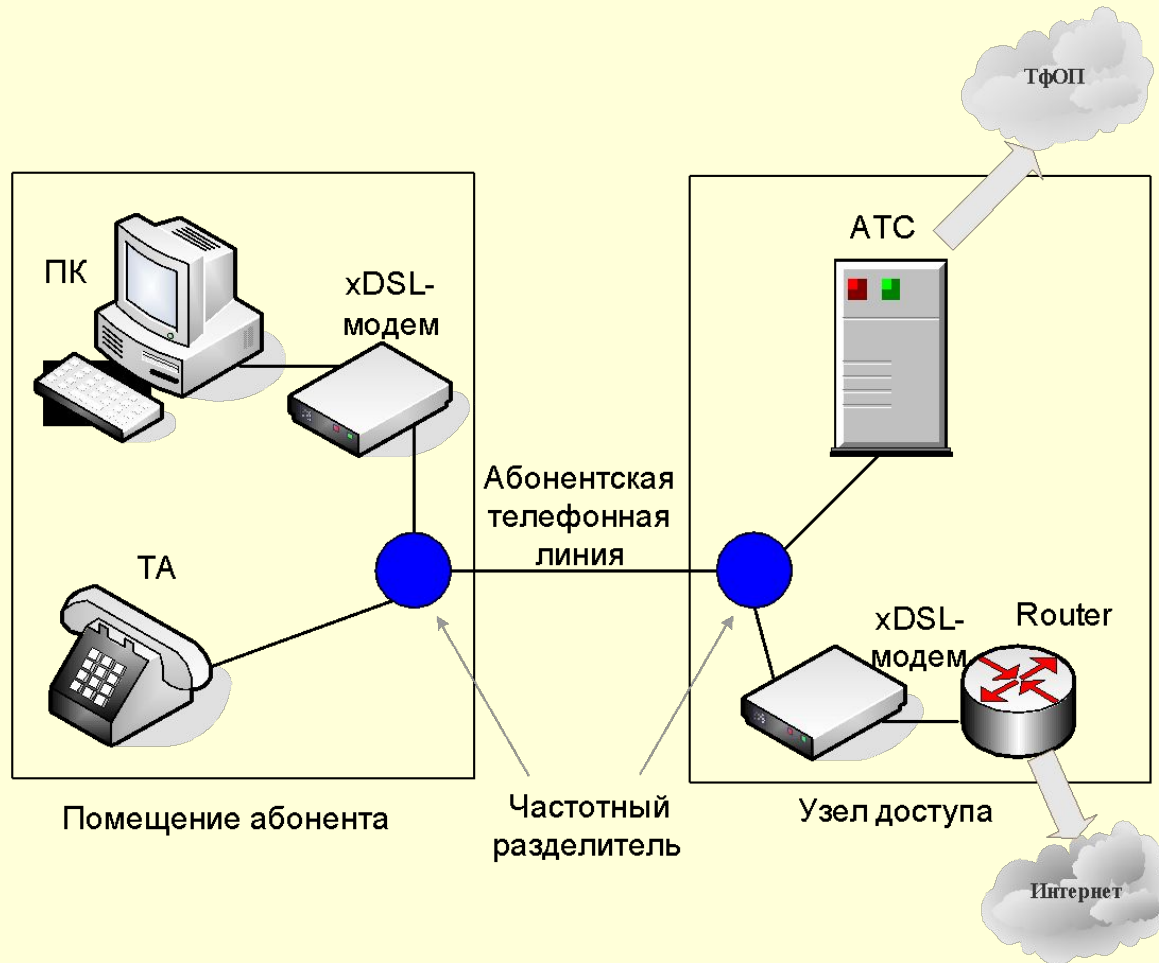 ТфОП
АТС
ПК
xDSL-
модем
Абонентская
телефонная
линия
ТА
xDSL-
модем
Router
Частотный
разделитель
Помещение абонента
Узел доступа
Интернет